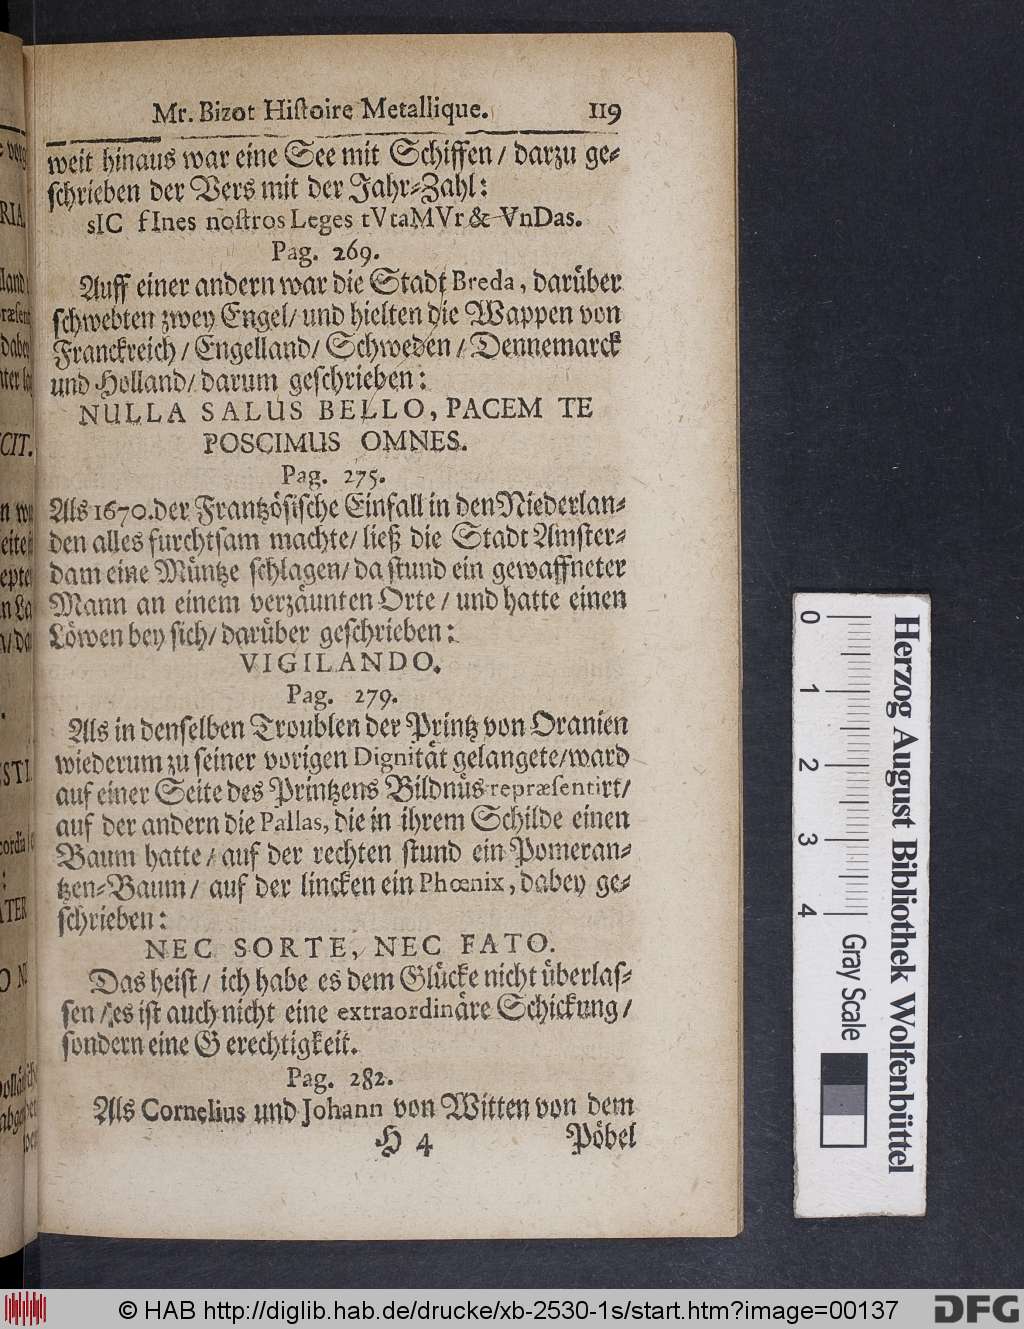 Mr. Bizot Hiſtoire Metallique. 119
weit hinaus war eine See mit Schiffen / darzu ge⸗
ſchrieben der Vers mit der Jahr⸗Zahl:
sIC fInes noſtros Leges tVtaMVr & VnDas.
Pag. 269.
Auff einer andern war die Stadt Breda, darüber
ſchwebten zwey Engel / und hielten die Wappen von
Franckreich / Engelland / Schweden / Dennemarck
und Holland / darum geſchrieben:
NULLA SALUS BELLO, PACEM TE
POSCIMUS OMNES.
Pag. 275.
Als 1670. der Frantzöſiſche Einfall in den Niederlan⸗
den alles furchtſam machte / ließ die Stadt Amſter⸗
dam eine Müntze ſchlagen / da ſtund ein gewaffneter
Mann an einem verzäunten Orte / und hatte einen
Löwen bey ſich / darüber geſchrieben:
VIGILANDO.
Pag. 279.
Als in denſelben Troublen der Printz von Oranien
wiederum zu ſeiner vorigen Dignität gelangete / ward
auf einer Seite des Printzens Bildnüs repræſentirt /
auf der andern die Pallas, die in ihrem Schilde einen
Baum hatte / auf der rechten ſtund ein Pomeran⸗
tzen⸗Baum / auf der lincken ein Phœnix, dabey ge⸗
ſchrieben:
NEC SORTE, NEC FATO.
Das heiſt / ich habe es dem Glücke nicht überlaſ⸗
ſen / es iſt auch nicht eine extraordinäre Schickung /
ſondern eine Gerechtigkeit.
Pag. 282.
Als Cornelius und Johann von Witten von dem
H 4 Pöbel
0 1 2 3 4
Gray Scale
Herzog August Bibliothek Wolfenbüttel
© HAB http://diglib.hab.de/drucke/xb-2530-1s/start.htm?image=00137
DFG